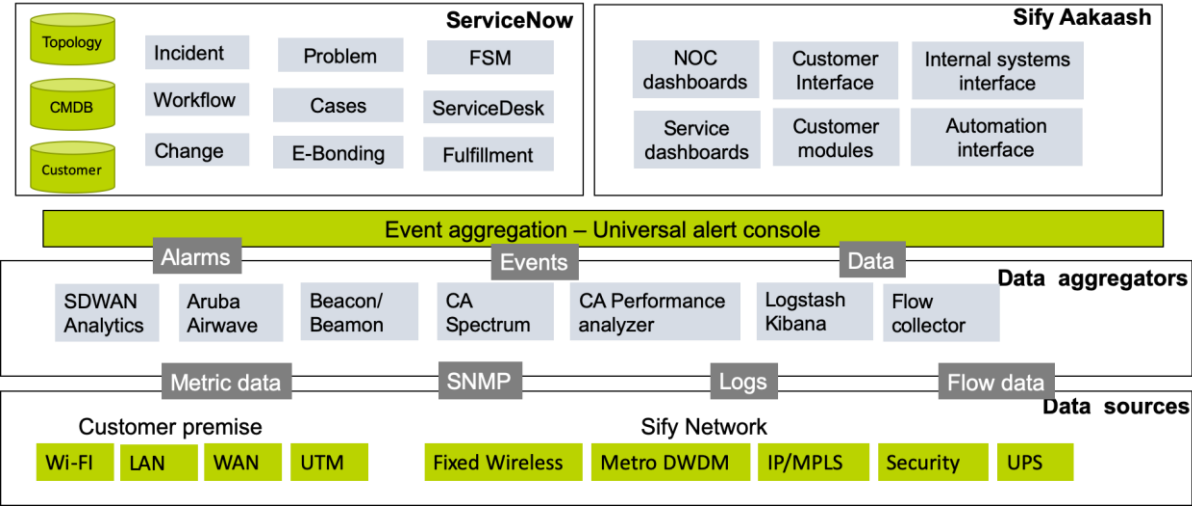 ServiceNow
Topology
CMDB
Customer
Incident
Problem
FSM
Workflow
Cases
ServiceDesk
Change
E-Bonding
Fulfillment
Sify Aakaash
NOC
dashboards
Customer
Interface
Internal systems
interface
Service
dashboards
Customer
modules
Automation
interface
Event aggregation – Universal alert console
Alarms
Events
Data
Data aggregators
SDWAN
Analytics
Aruba
Airwave
Beacon/
Beamon
CA
Spectrum
CA Performance
analyzer
Logstash
Kibana
Flow
collector
Metric data
SNMP
Logs
Flow data
Data sources
Customer premise
Wi-FI
LAN
WAN
UTM
Sify Network
Fixed Wireless
Metro DWDM
IP/MPLS
Security
UPS